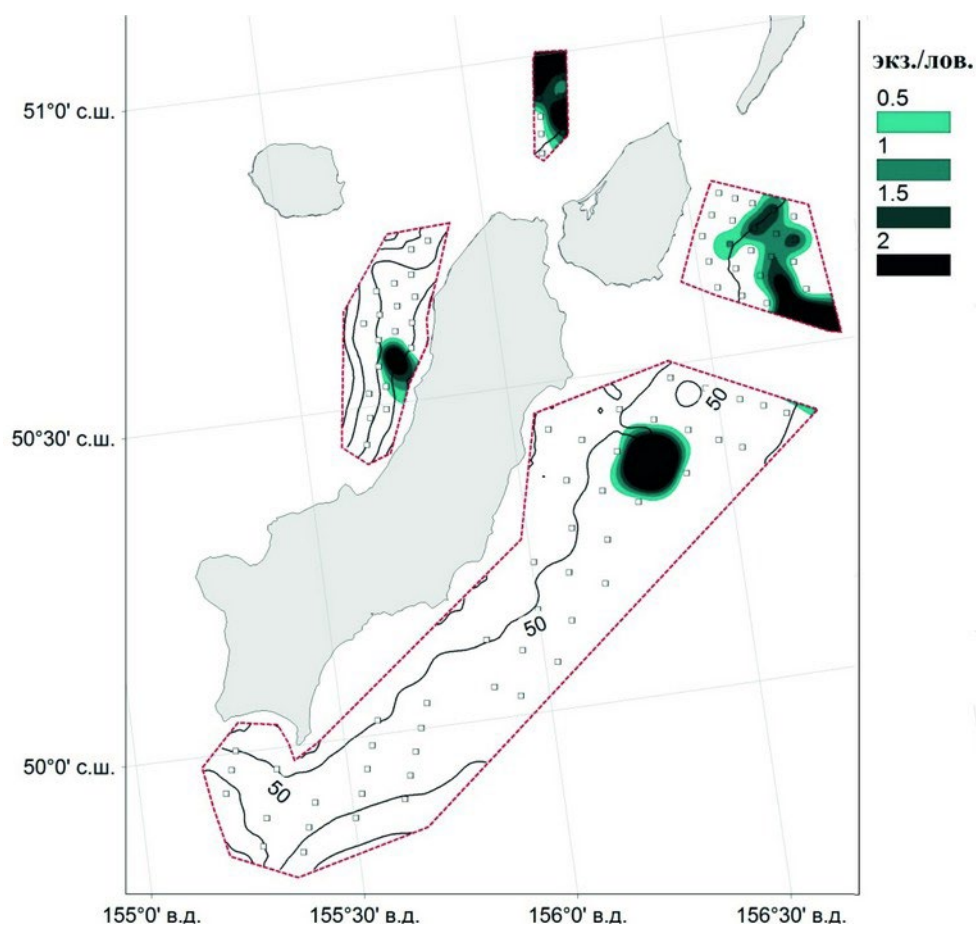 экз./лов.
0.5
1
1.5
2
51°0' с.ш.
50°30' с.ш.
50°0' с.ш.
50
50
50
155°0' в.д.
155°30' в.д.
156°0' в.д.
156°30' в.д.